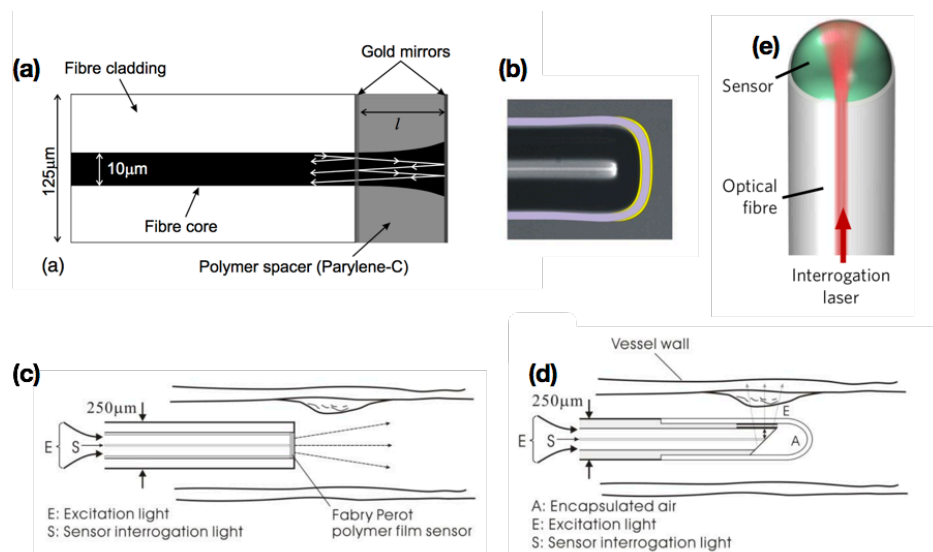 (a)
Fibre cladding
Gold mirrors
l
125µm
10µm
Fibre core
(a)
Polymer spacer (Parylene-C)
(b)
(e)
Sensor
Optical
fibre
Interrogation
laser
(c)
250µm
E
S
E: Excitation light
S: Sensor interrogation light
Fabry Perot
polymer film sensor
(d)
Vessel wall
250µm
E
E
S
A
A: Encapsulated air
E: Excitation light
S: Sensor interrogation light